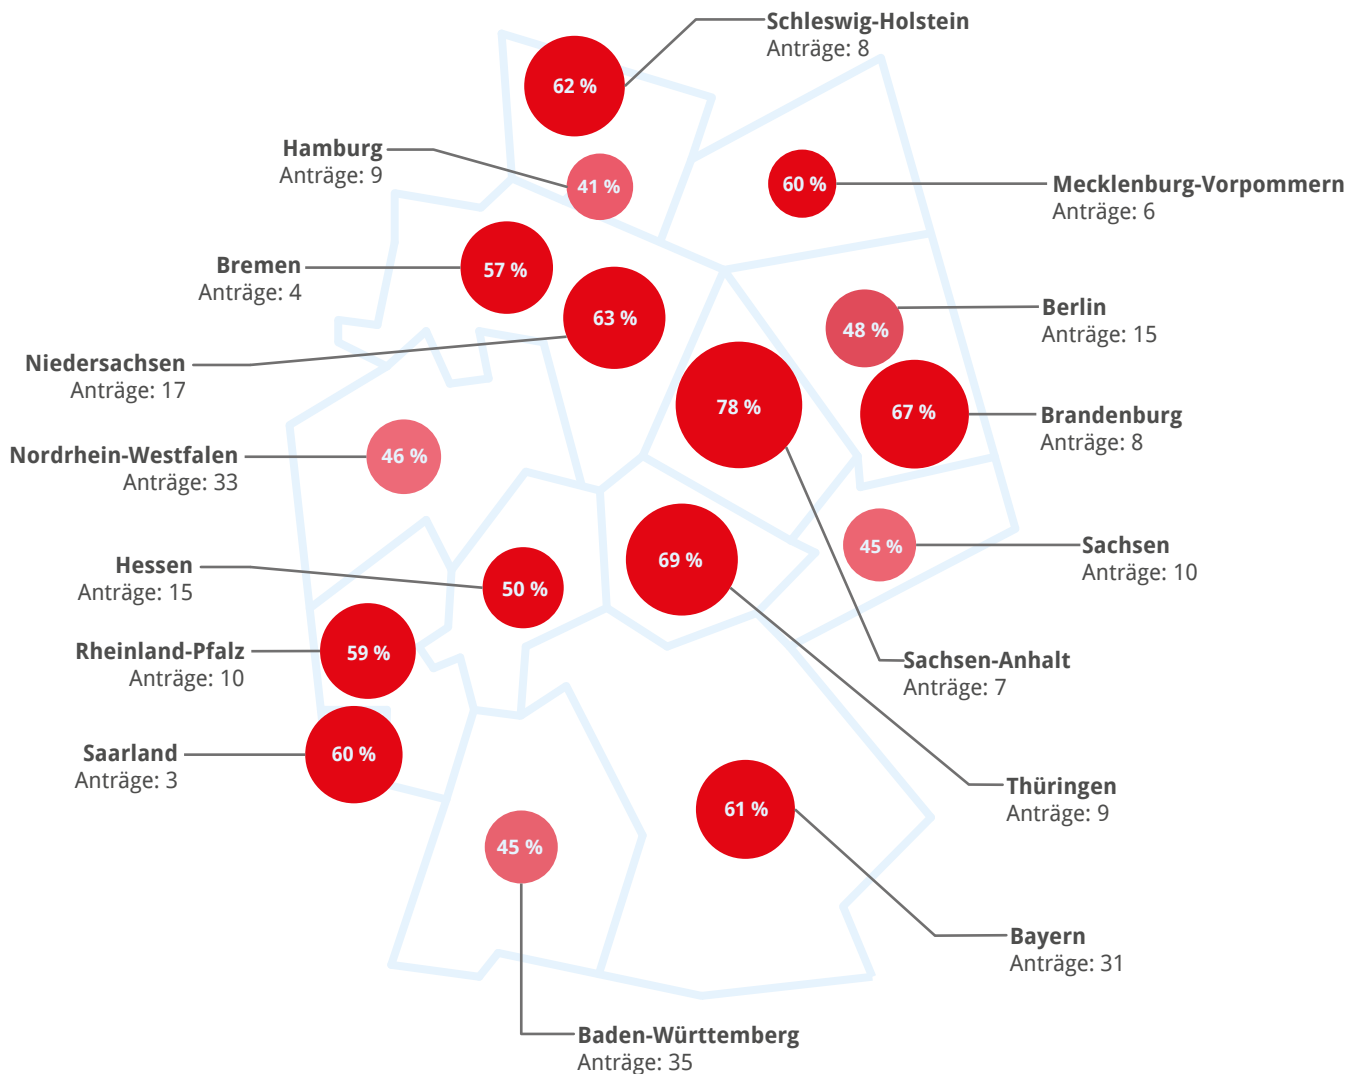 Schleswig-Holstein
Anträge: 8
62 %
Hamburg
Anträge: 9
41 %
60 %
Mecklenburg-Vorpommern
Anträge: 6
Bremen
Anträge: 4
57 %
Niedersachsen
Anträge: 17
63 %
Berlin
Anträge: 15
48 %
78 %
67 %
Brandenburg
Anträge: 8
Nordrhein-Westfalen
Anträge: 33
46 %
45 %
Sachsen
Anträge: 10
Hessen
Anträge: 15
50 %
69 %
Rheinland-Pfalz
Anträge: 10
59 %
Sachsen-Anhalt
Anträge: 7
Saarland
Anträge: 3
60 %
Thüringen
Anträge: 9
61 %
45 %
Bayern
Anträge: 31
Baden-Württemberg
Anträge: 35